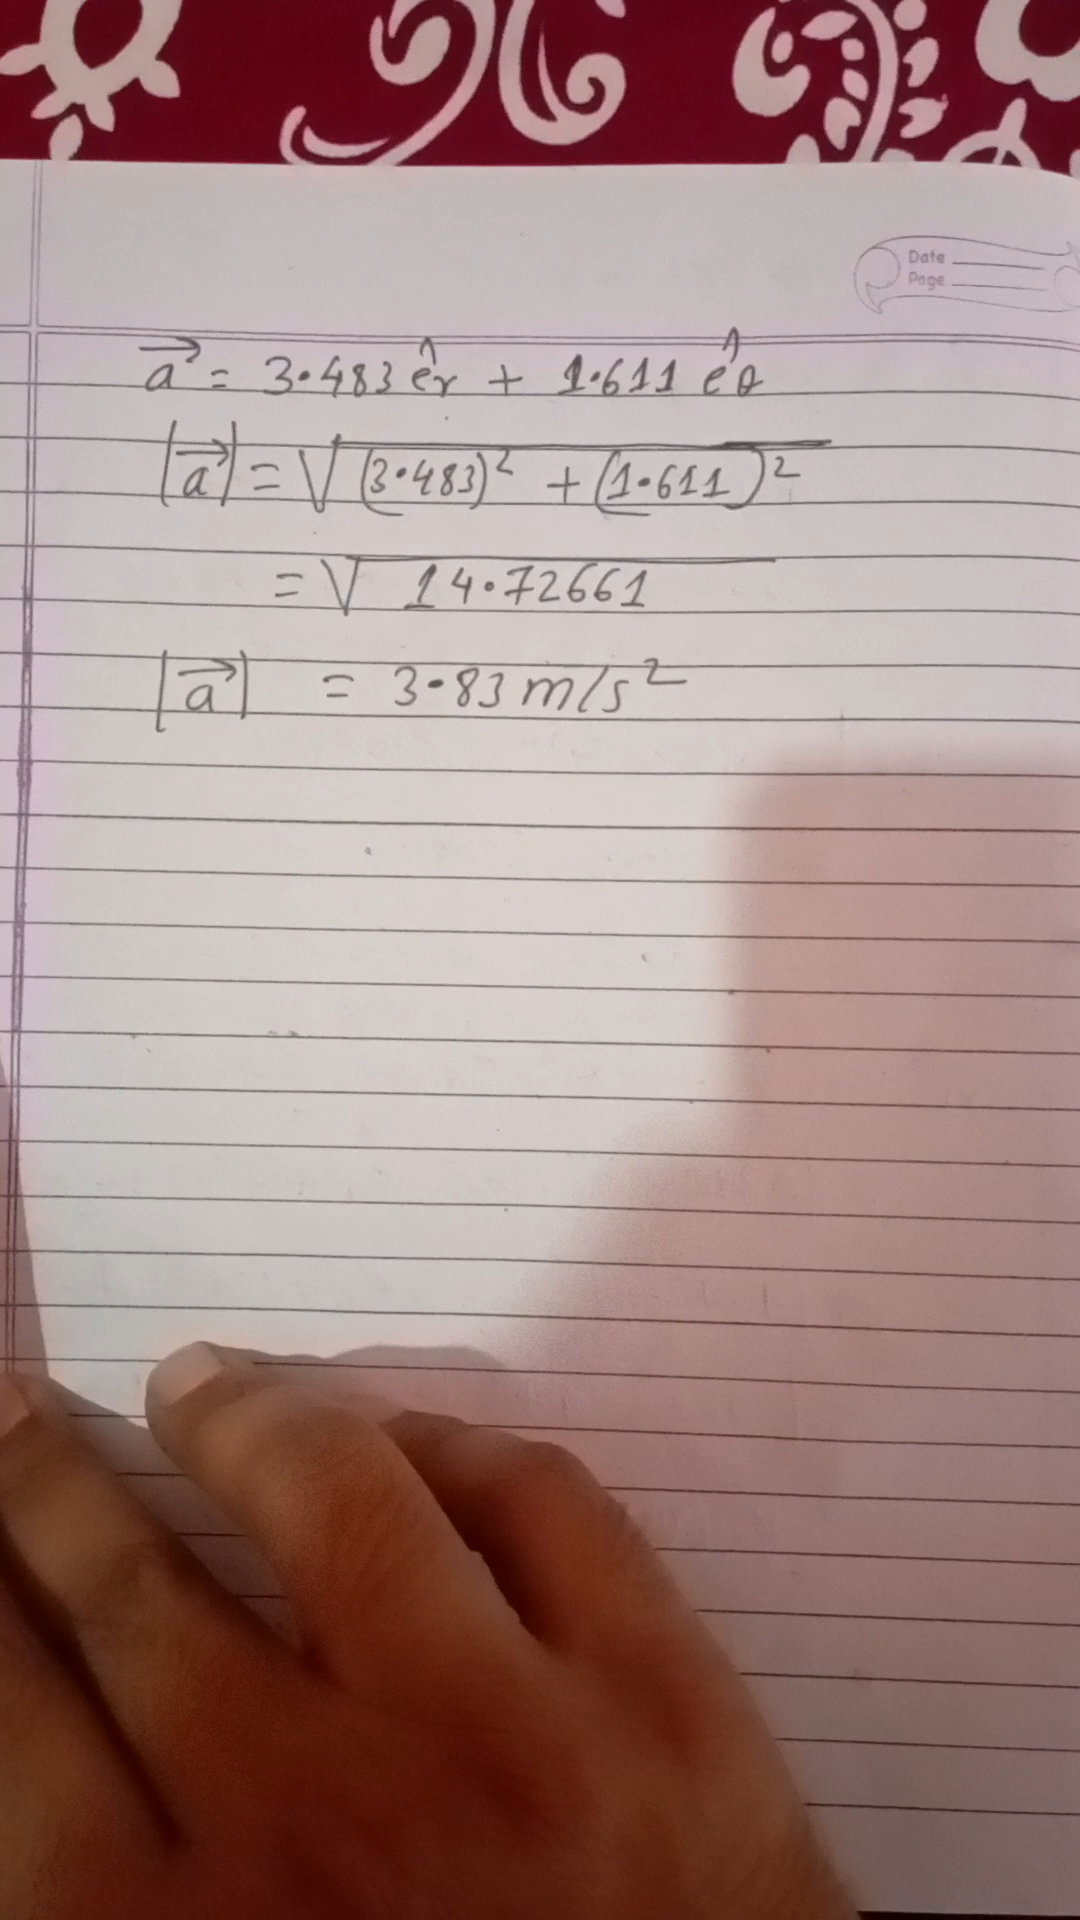 Date
Page
a⃗ = 3.483 êr + 1.611 êθ
|a⃗| = √(3.483)² + (1.611)²
= √14.72661
|a⃗| = 3.83 m/s²